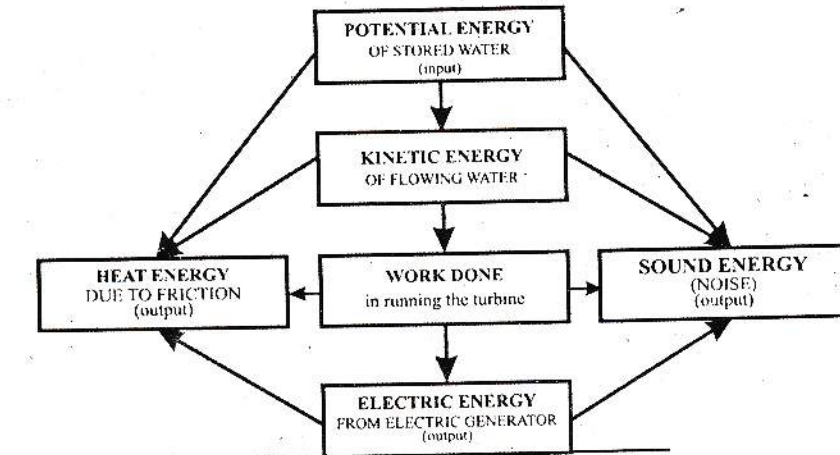 POTENTIAL ENERGY
OF STORED WATER
(input)
KINETIC ENERGY
OF FLOWING WATER
HEAT ENERGY
DUE TO FRICTION
(output)
WORK DONE
in running the turbine
SOUND ENERGY
(NOISE)
(output)
ELECTRIC ENERGY
FROM ELECTRIC GENERATOR
(output)